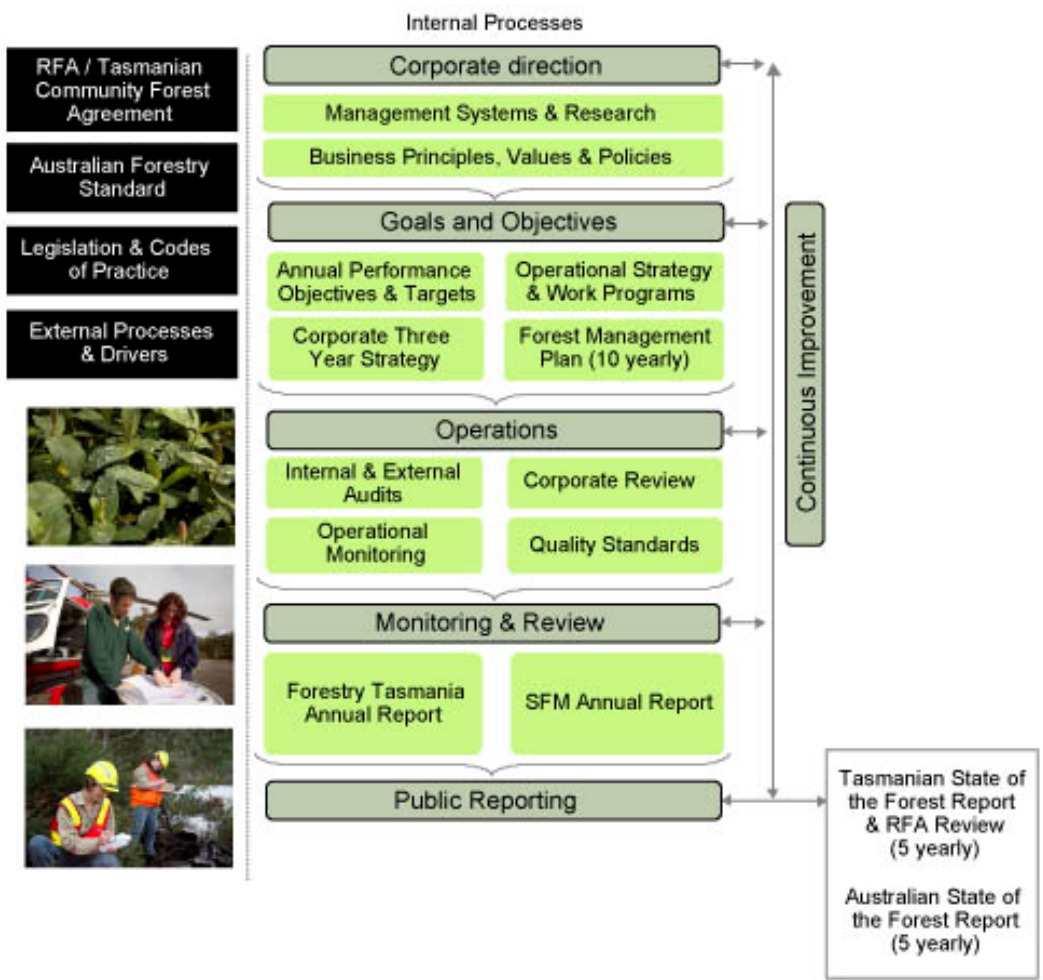 Internal Processes
RFA / Tasmanian
Community Forest
Agreement
Australian Forestry
Standard
Legislation & Codes
of Practice
External Processes
& Drivers
Corporate direction
Management Systems & Research
Business Principles, Values & Policies
Goals and Objectives
Annual Performance
Objectives & Targets
Operational Strategy
& Work Programs
Corporate Three
Year Strategy
Forest Management
Plan (10 yearly)
Operations
Internal & External
Audits
Corporate Review
Operational
Monitoring
Quality Standards
Monitoring & Review
Forestry Tasmania
Annual Report
SFM Annual Report
Public Reporting
Continuous Improvement
Tasmanian State of
the Forest Report
& RFA Review
(5 yearly)
Australian State of
the Forest Report
(5 yearly)